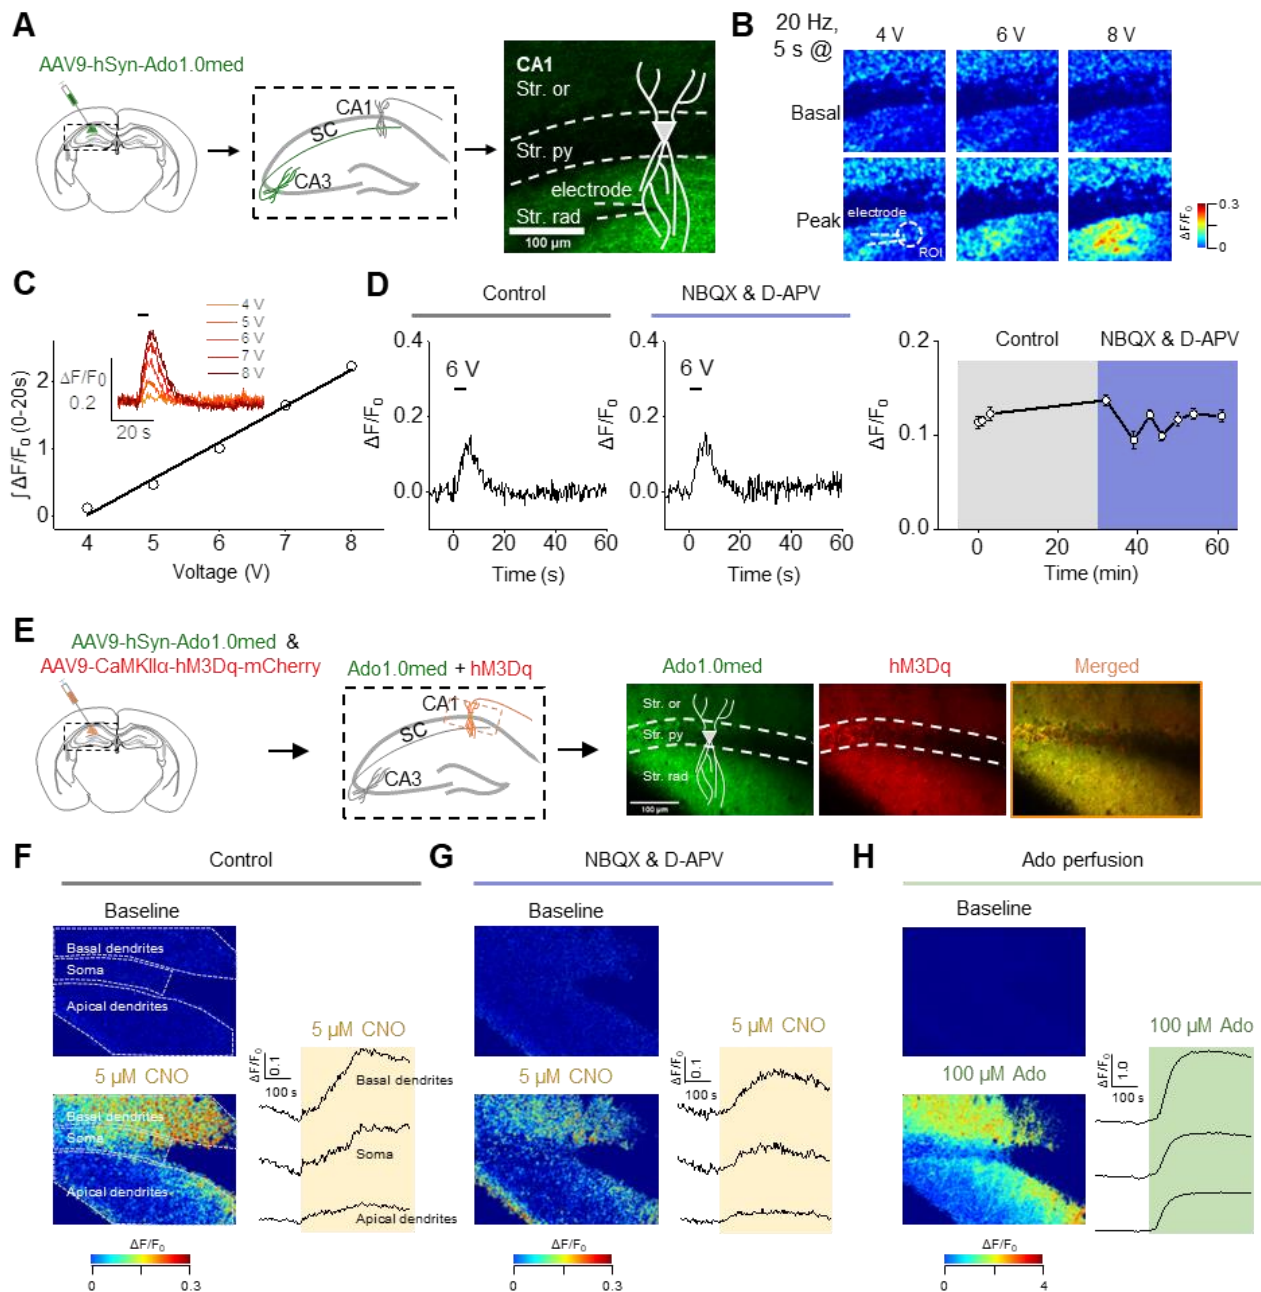 A
AAV9-hSyn-Ado1.0med
CA1
SC
CA3
CA1
Str. or
Str. py
electrode
Str. rad
100 µm
B
20 Hz,
5 s @
4 V
6 V
8 V
Basal
Peak
electrode
ROI
ΔF/F₀
0.3
0
C
4 V
5 V
6 V
7 V
8 V
ΔF/F0
0.2
20 s
∫ ΔF/F₀ (0-20s)
2
1
0
4 5 6 7 8
Voltage (V)
D
Control
6 V
ΔF/F₀
0.4
0.2
0.0
0 20 40 60
Time (s)
NBQX & D-APV
6 V
ΔF/F₀
0.4
0.2
0.0
0 20 40 60
Time (s)
Control
NBQX & D-APV
ΔF/F₀
0.2
0.1
0.0
0 20 40 60
Time (min)
E
AAV9-hSyn-Ado1.0med &
AAV9-CaMKIIα-hM3Dq-mCherry
Ado1.0med + hM3Dq
CA1
SC
CA3
Ado1.0med
Str. or
Str. py
Str. rad
100 µm
hM3Dq
Merged
F
Control
Baseline
Basal dendrites
Soma
Apical dendrites
5 µM CNO
Basal dendrites
Soma
Apical dendrites
ΔF/F₀
0 0.3
5 µM CNO
ΔF/F₀
0.1
100 s
Basal dendrites
Soma
Apical dendrites
G
NBQX & D-APV
Baseline
5 µM CNO
ΔF/F₀
0 0.3
5 µM CNO
ΔF/F₀
0.1
100 s
H
Ado perfusion
Baseline
100 µM Ado
ΔF/F₀
0 4
100 µM Ado
ΔF/F₀
1.0
100 s